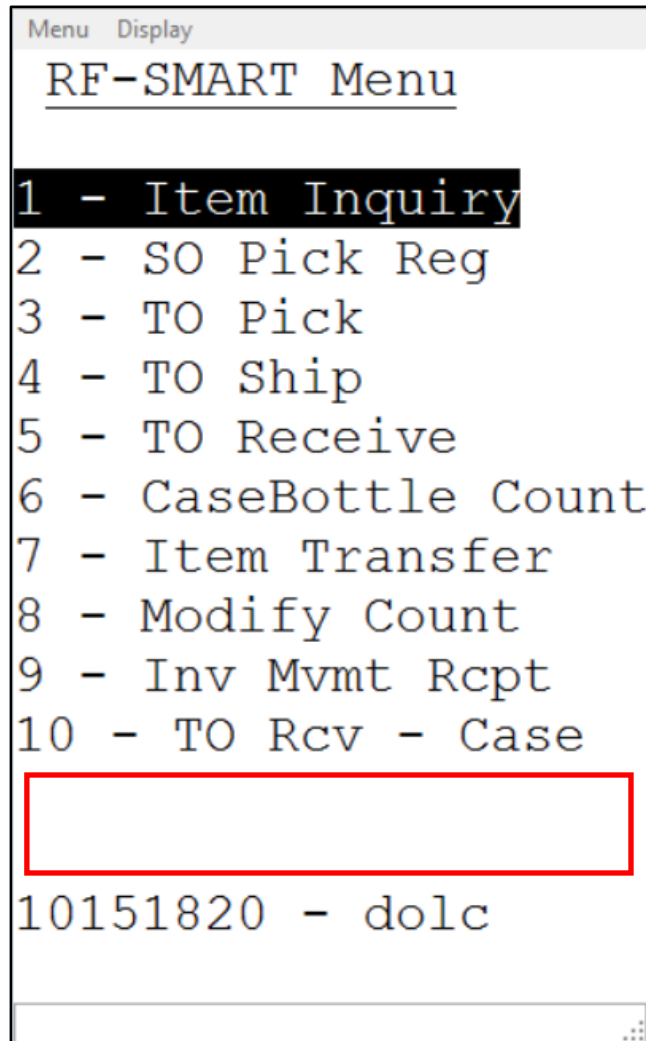 Menu Display
RF-SMART Menu
1 - Item Inquiry
2 - SO Pick Reg
3 - TO Pick
4 - TO Ship
5 - TO Receive
6 - CaseBottle Count
7 - Item Transfer
8 - Modify Count
9 - Inv Mvmt Rcpt
10 - TO Rcv - Case
10151820 - dolc